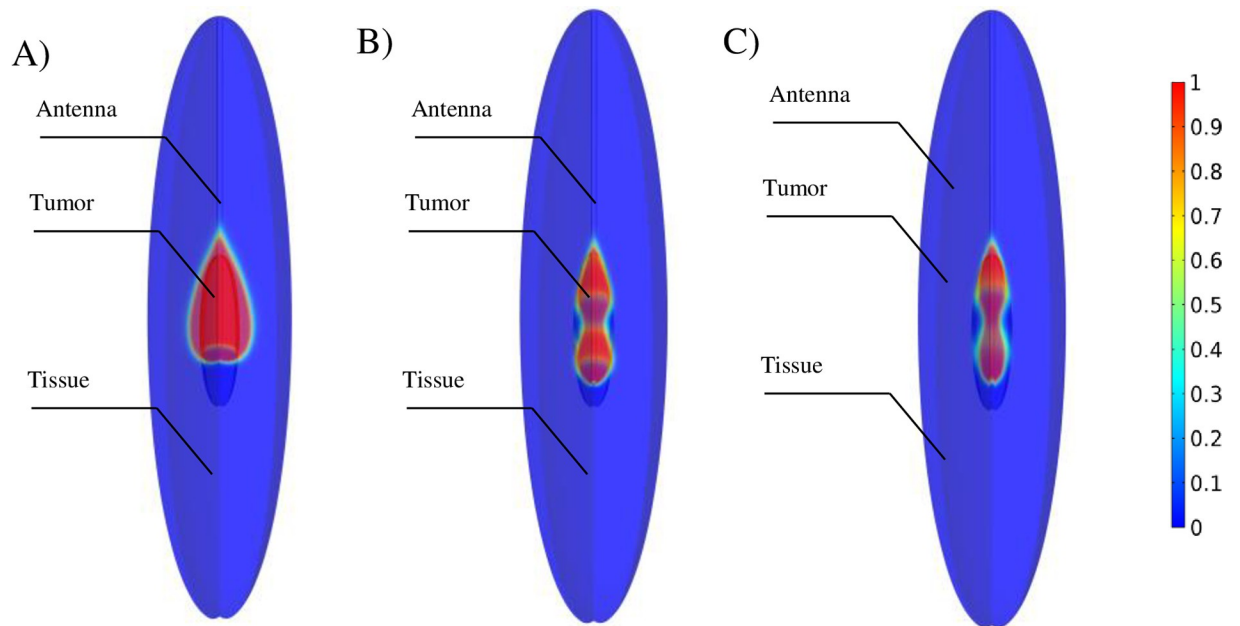 A)
Antenna
Tumor
Tissue
B)
Antenna
Tumor
Tissue
C)
Antenna
Tumor
Tissue
1
0.9
0.8
0.7
0.6
0.5
0.4
0.3
0.2
0.1
0